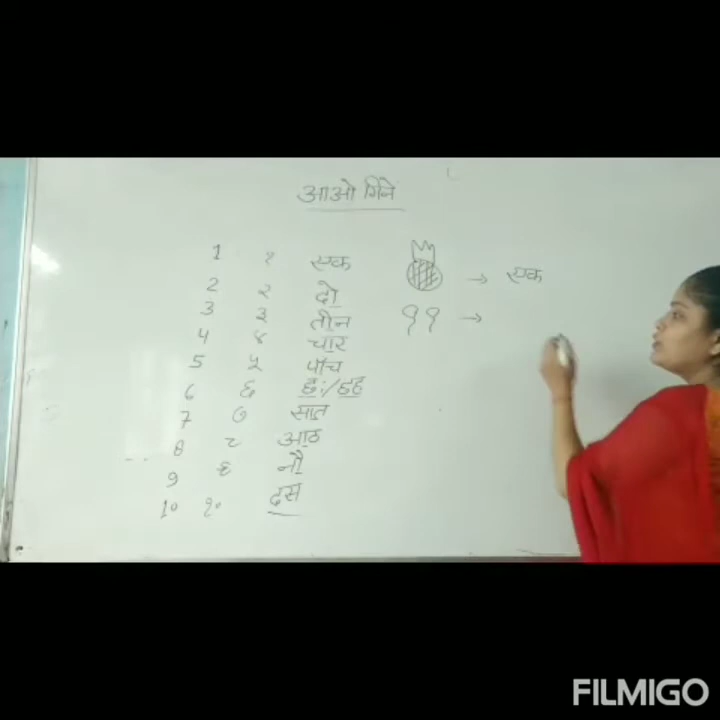 आओ गिने
1 १ एक → एक
2 २ दो
3 ३ तीन →
4 ४ चार
5 ५ पाँच
6 ६ छः/छह
7 ७ सात
8 ८ आठ
9 ९ नौ
10 १० दस
FILMIGO